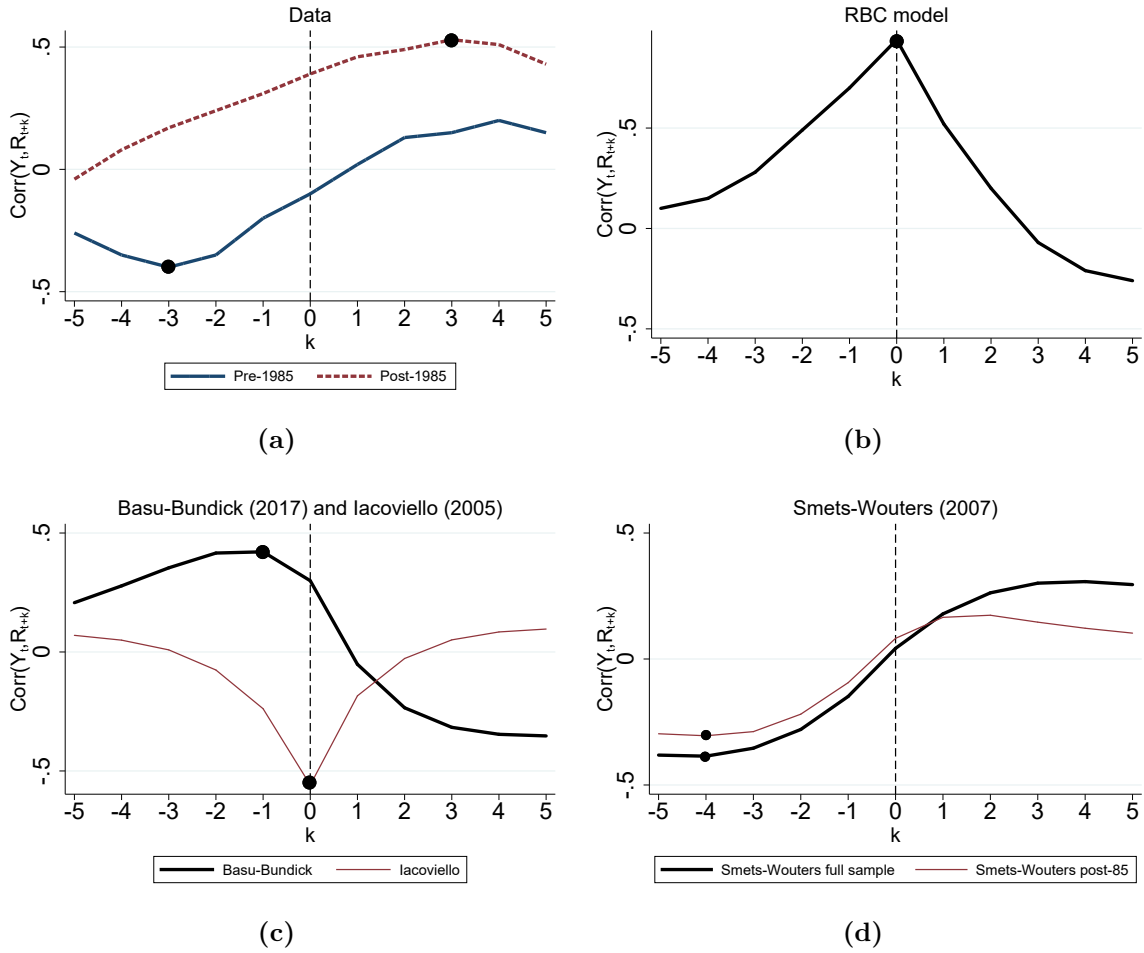 Data
Corr(Yt,Rt+k)
.5
0
-.5
-5 -4 -3 -2 -1 0 1 2 3 4 5
k
Pre-1985 Post-1985
(a)
RBC model
Corr(Yt,Rt+k)
.5
0
-.5
-5 -4 -3 -2 -1 0 1 2 3 4 5
k
(b)
Basu-Bundick (2017) and Iacoviello (2005)
Corr(Yt,Rt+k)
.5
0
-.5
-5 -4 -3 -2 -1 0 1 2 3 4 5
k
Basu-Bundick Iacoviello
(c)
Smets-Wouters (2007)
Corr(Yt,Rt+k)
.5
0
-.5
-5 -4 -3 -2 -1 0 1 2 3 4 5
k
Smets-Wouters full sample Smets-Wouters post-85
(d)